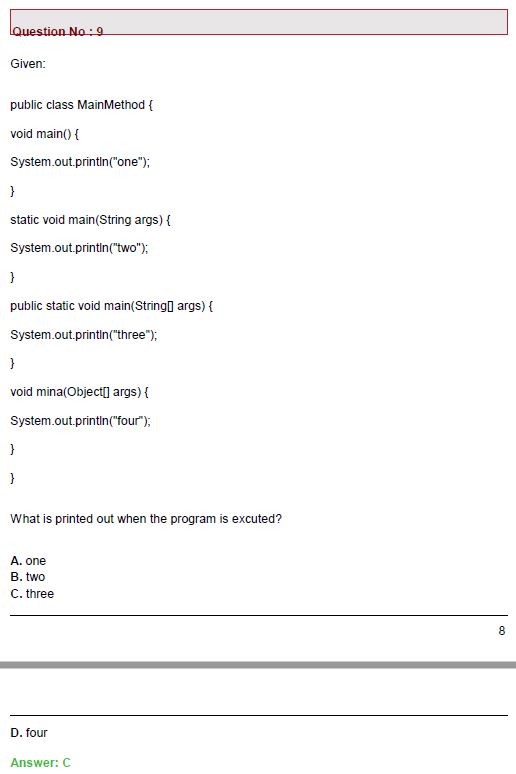 Question No : 9
Given:
public class MainMethod {
void main() {
System.out.println("one");
}
static void main(String args) {
System.out.println("two");
}
public static void main(String[] args) {
System.out.println("three");
}
void mina(Object[] args) {
System.out.println("four");
}
}
What is printed out when the program is excuted?
A. one
B. two
C. three
8
D. four
Answer: C